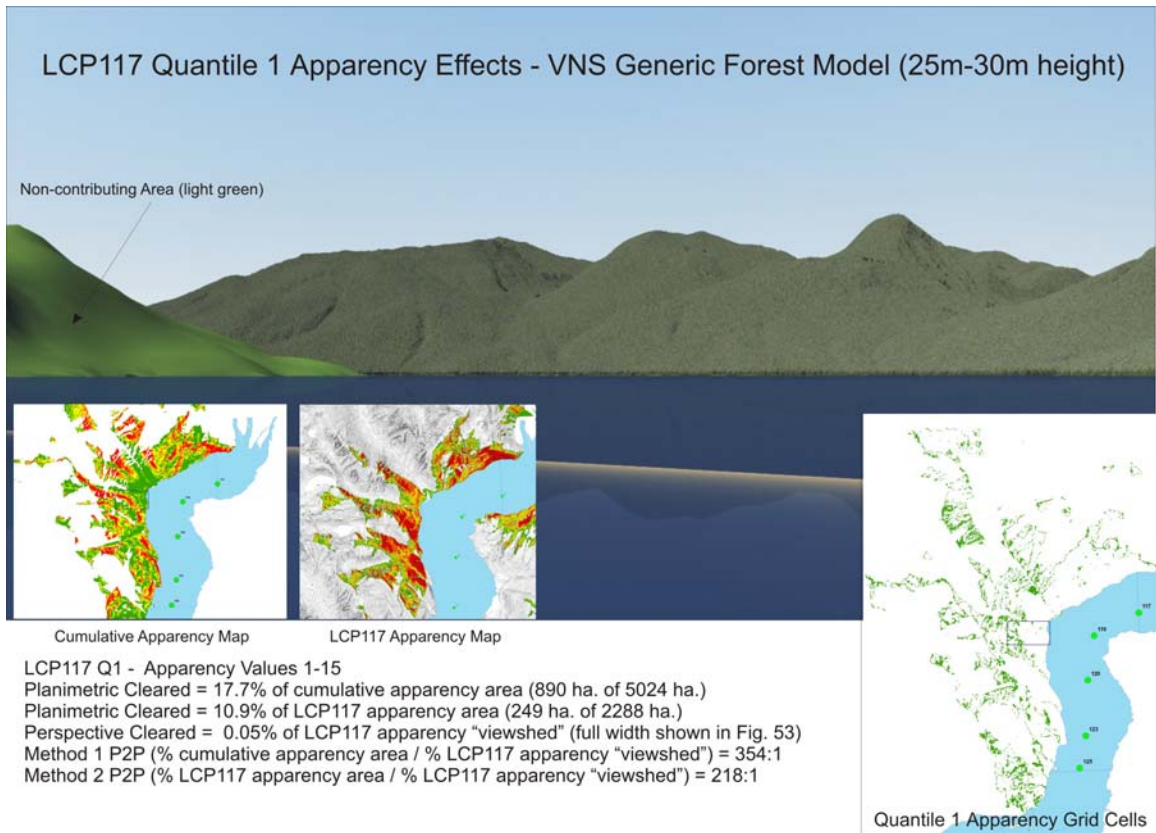 LCP117 Quantile 1 Apparency Effects - VNS Generic Forest Model (25m-30m height)
Non-contributing Area (light green)
Cumulative Apparency Map
LCP117 Apparency Map
117
120
123
125
LCP117 Q1 - Apparency Values 1-15
Planimetric Cleared = 17.7% of cumulative apparency area (890 ha. of 5024 ha.)
Planimetric Cleared = 10.9% of LCP117 apparency area (249 ha. of 2288 ha.)
Perspective Cleared = 0.05% of LCP117 apparency “viewshed” (full width shown in Fig. 53)
Method 1 P2P (% cumulative apparency area / % LCP117 apparency “viewshed”) = 354:1
Method 2 P2P (% LCP117 apparency area / % LCP117 apparency “viewshed”) = 218:1
Quantile 1 Apparency Grid Cells